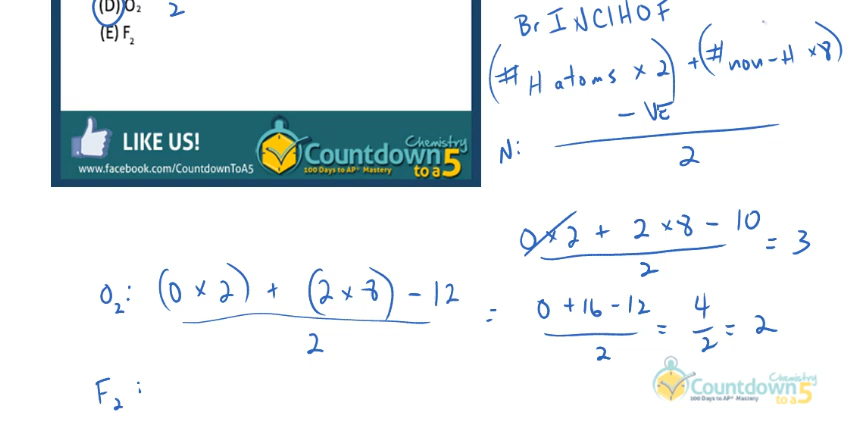 (D) O₂ 2
(E) F₂
Br I N Cl H O F
(# H atoms × 2) + (# non-H × 8)
- VE
N: 2
LIKE US!
www.facebook.com/CountdownToA5
Chemistry
Countdown
100 Days to AP* Mastery
to a 5
0×2 + 2×8 - 10 = 3
2
O₂: (0 × 2) + (2 × 8) - 12 = 0 + 16 - 12 = 4 = 2
2 2 2
F₂:
Chemistry
Countdown
100 Days to AP* Mastery
to a 5